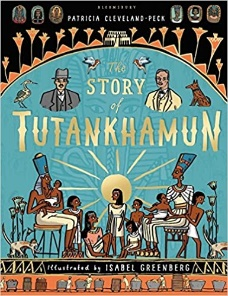 BLOOMSBURY
PATRICIA CLEVELAND-PECK
The
STORY
of
TUTANKHAMUN
Illustrated by ISABEL GREENBERG